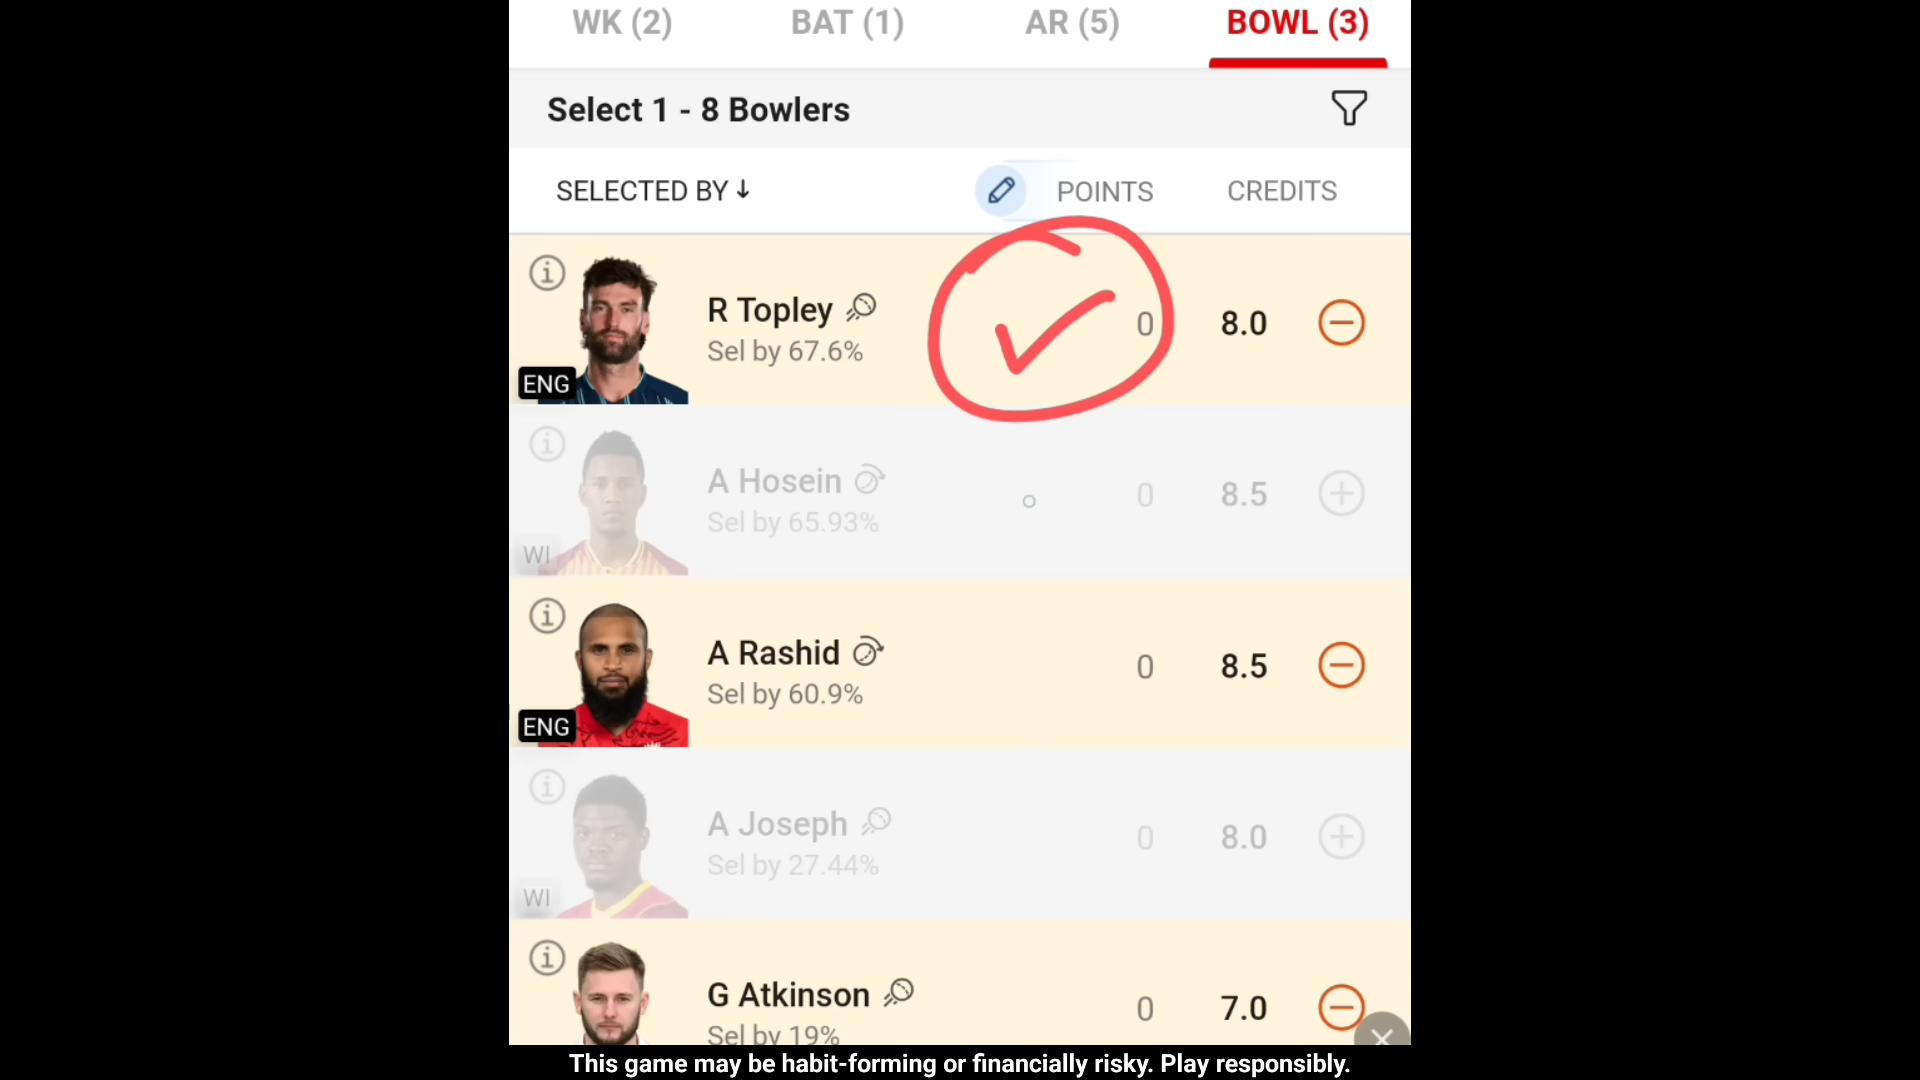 WK (2) BAT (1) AR (5) BOWL (3)
Select 1 - 8 Bowlers
SELECTED BY ↓ POINTS CREDITS
R Topley 0 8.0
Sel by 67.6%
ENG
A Hosein 0 8.5
Sel by 65.93%
WI
A Rashid 0 8.5
Sel by 60.9%
ENG
A Joseph 0 8.0
Sel by 27.44%
WI
G Atkinson 0 7.0
Sel by 19%
This game may be habit-forming or financially risky. Play responsibly.